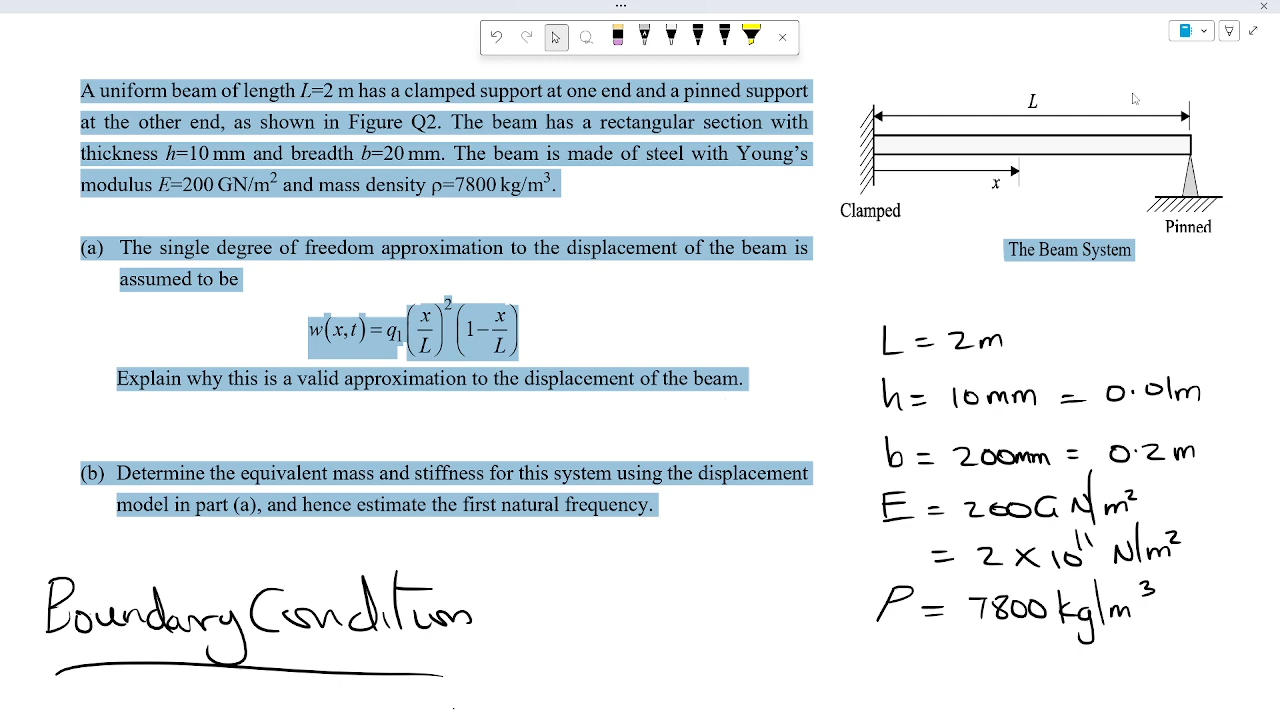 A uniform beam of length L=2 m has a clamped support at one end and a pinned support
at the other end, as shown in Figure Q2. The beam has a rectangular section with
thickness h=10 mm and breadth b=20 mm. The beam is made of steel with Young's
modulus E=200 GN/m² and mass density ρ=7800 kg/m³.
(a) The single degree of freedom approximation to the displacement of the beam is
assumed to be
w(x,t) = q₁(x/L)²(1−x/L)
Explain why this is a valid approximation to the displacement of the beam.
(b) Determine the equivalent mass and stiffness for this system using the displacement
model in part (a), and hence estimate the first natural frequency.
Boundary Condition
L
x
Clamped
Pinned
The Beam System
L = 2m
h = 10mm = 0.01m
b = 200mm = 0.2m
E = 200G N/m²
= 2 × 10¹¹ N/m²
P = 7800 kg/m³